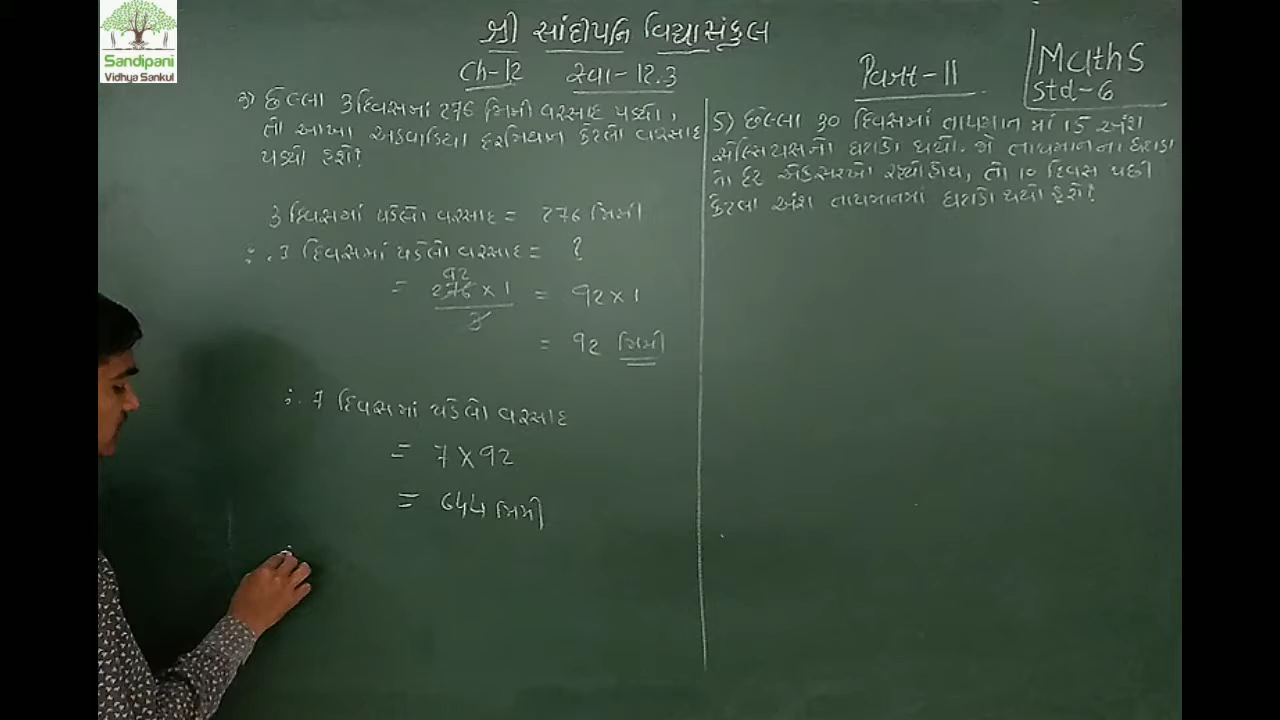 Sandipani
Vidhya Sankul
શ્રી સાંદીપનિ વિદ્યાસંકુલ
Ch-12 સ્વા-12.3
Part-II
Maths
Std-6
છેલ્લા 3 દિવસમાં 276 મિમી વરસાદ પડ્યો,
તો આખા અઠવાડિયા દરમિયાન કેટલો વરસાદ
પડ્યો હશે?
3 દિવસમાં પડેલો વરસાદ = 276 મિમી
∴ 1 દિવસમાં પડેલો વરસાદ = ?
92
= 276 × 1 = 92 × 1
3
= 92 મિમી
∴ 7 દિવસમાં પડેલો વરસાદ
= 7 × 92
= 644 મિમી
5) છેલ્લા 30 દિવસમાં તાપમાન માં 15 અંશ
સેલ્સિયસનો ઘટાડો થયો. જો તાપમાનના ઘટાડા
નો દર એકસરખો રહ્યો હોય, તો 10 દિવસ પછી
કેટલા અંશ તાપમાનમાં ઘટાડો થયો હશે?